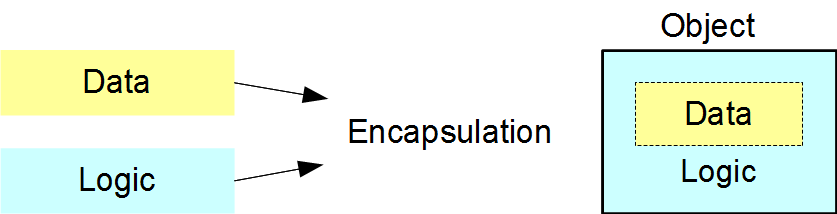 Data
Logic
Encapsulation
Object
Data
Logic